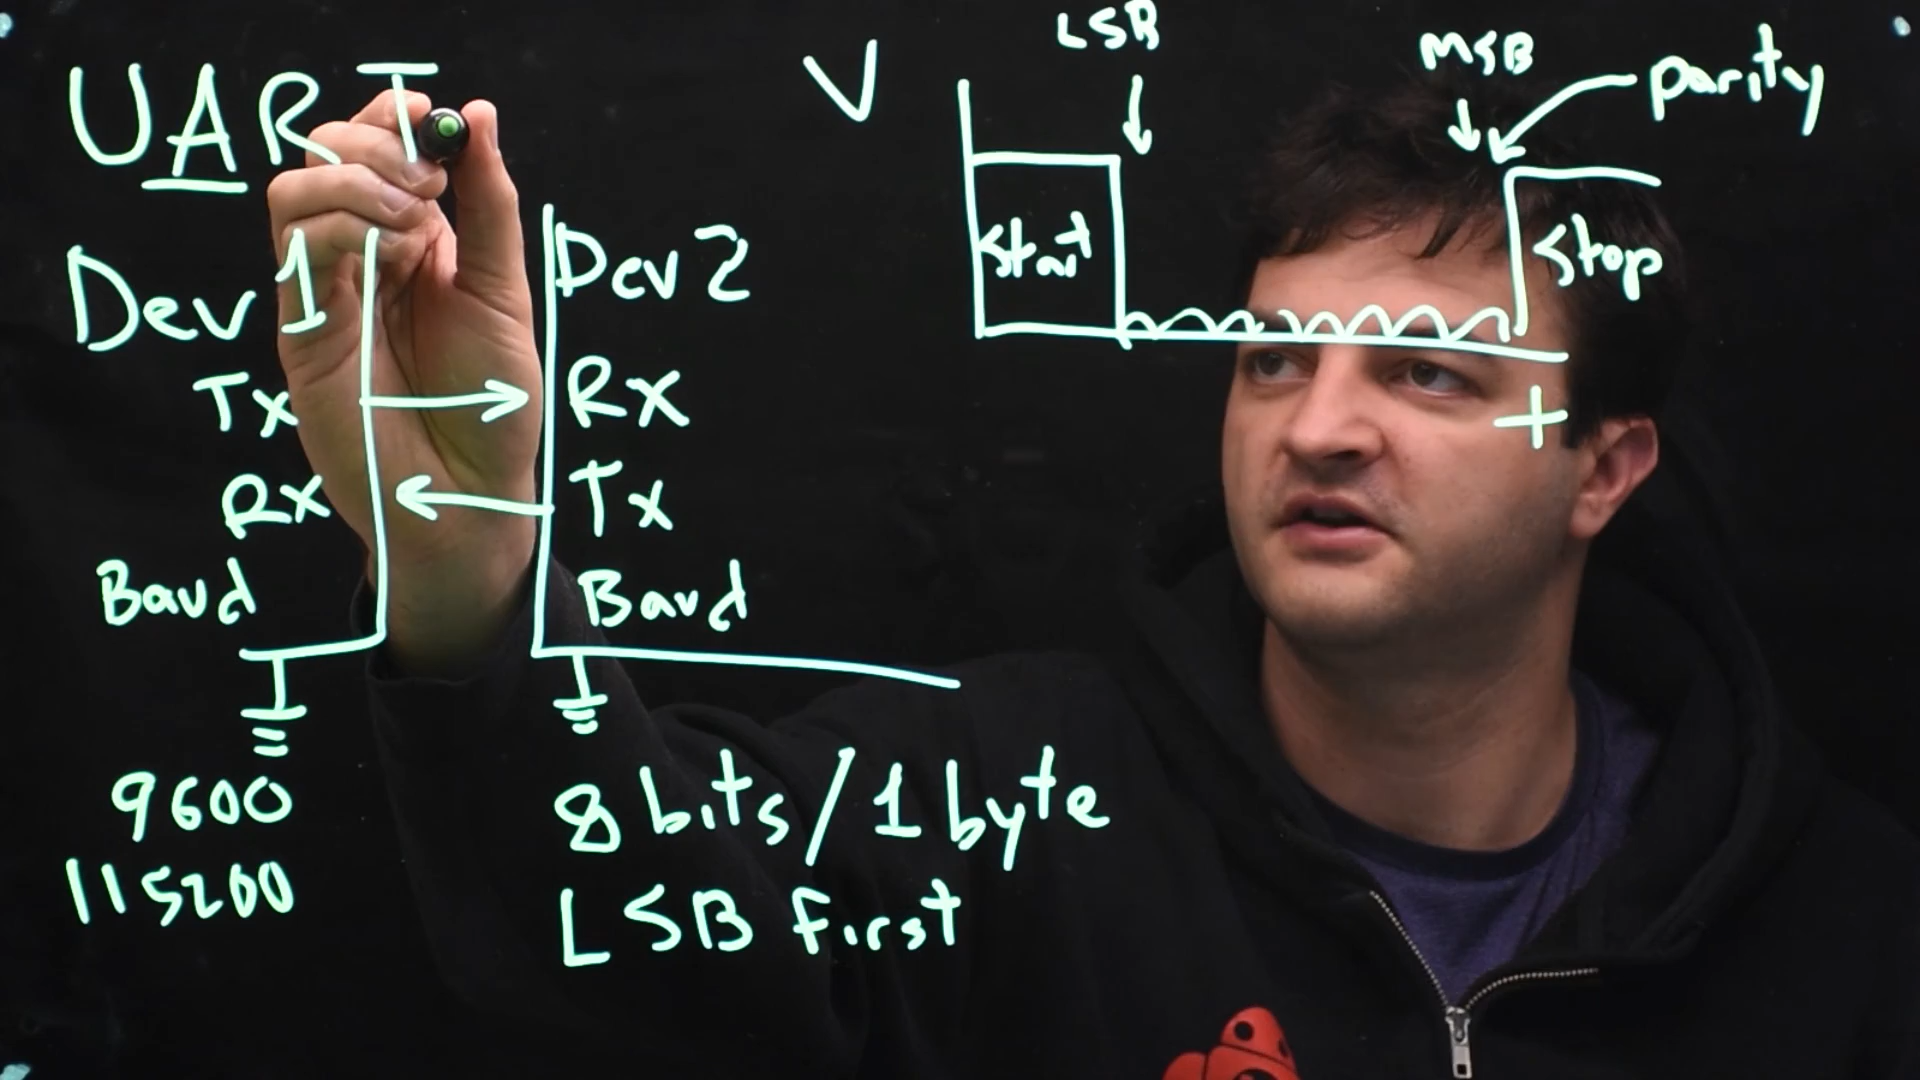 UART
Dev 1
Tx
Rx
Baud
9600
115200
Dev 2
Rx
Tx
Baud
8 bits/1 byte
LSB first
V
LSB
MSB
parity
Start
Stop
t